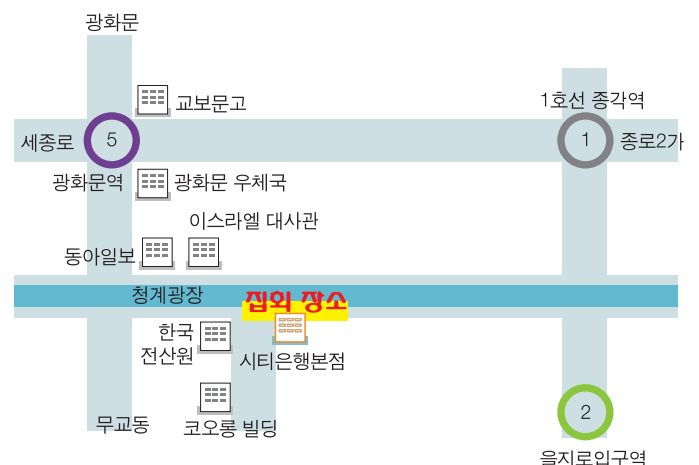 광화문
교보문고
1호선 종각역
세종로
5
1
종로2가
광화문역
광화문 우체국
이스라엘 대사관
동아일보
청계광장
집회 장소
한국
전산원
시티은행본점
무교동
코오롱 빌딩
2
을지로입구역